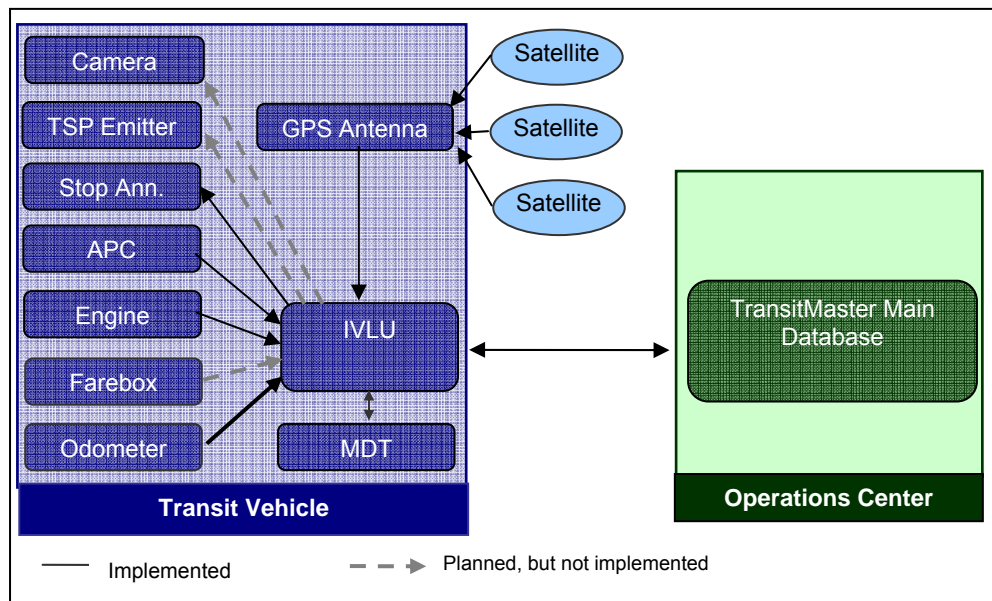 Camera
TSP Emitter
Stop Ann.
APC
Engine
Farebox
Odometer
GPS Antenna
IVLU
MDT
Transit Vehicle
Satellite
Satellite
Satellite
TransitMaster Main
Database
Operations Center
Implemented
Planned, but not implemented